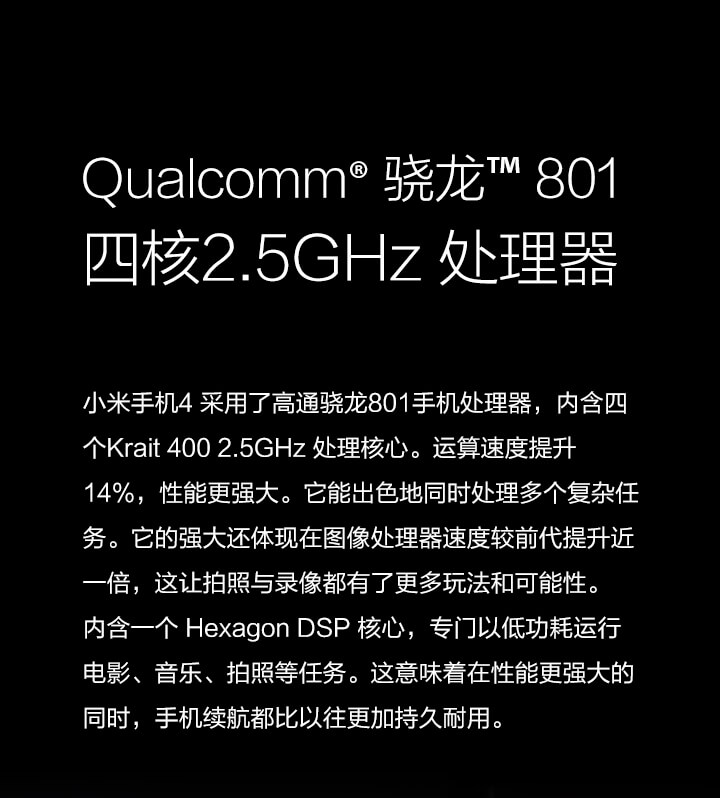 Qualcomm® 骁龙™ 801
四核2.5GHz 处理器
小米手机4 采用了高通骁龙801手机处理器，内含四
个Krait 400 2.5GHz 处理核心。运算速度提升
14%，性能更强大。它能出色地同时处理多个复杂任
务。它的强大还体现在图像处理器速度较前代提升近
一倍，这让拍照与录像都有了更多玩法和可能性。
内含一个 Hexagon DSP 核心，专门以低功耗运行
电影、音乐、拍照等任务。这意味着在性能更强大的
同时，手机续航都比以往更加持久耐用。